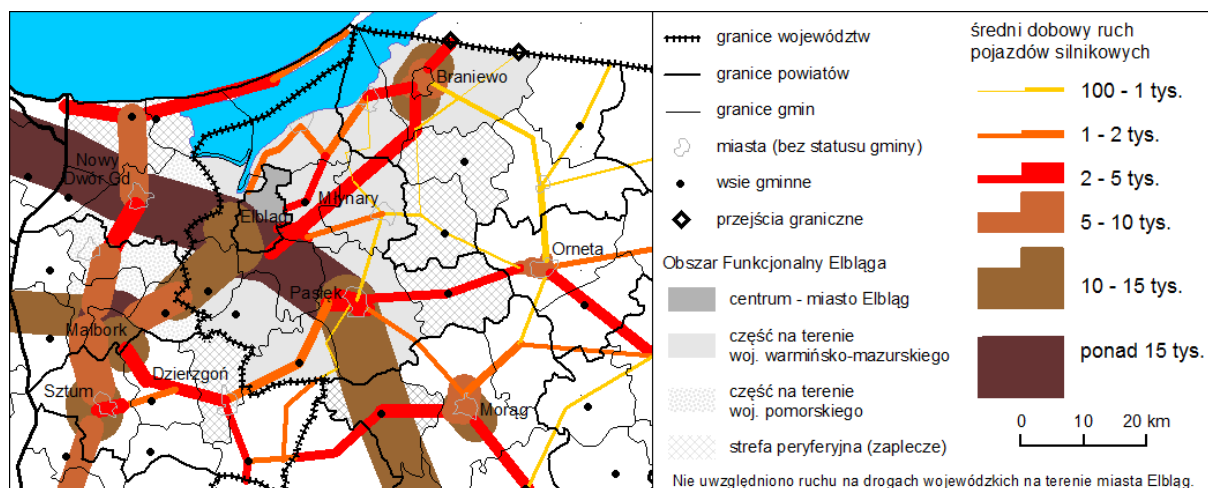 Braniewo
Nowy
Dwór Gd
Elbląg
Młynary
Orneta
Pasłęk
Malbork
Dzierzgoń
Sztum
Morąg
granice województw
granice powiatów
granice gmin
miasta (bez statusu gminy)
wsie gminne
przejścia graniczne
Obszar Funkcjonalny Elbląga
centrum - miasto Elbląg
część na terenie
woj. warmińsko-mazurskiego
część na terenie
woj. pomorskiego
strefa peryferyjna (zaplecze)
średni dobowy ruch
pojazdów silnikowych
100 - 1 tys.
1 - 2 tys.
2 - 5 tys.
5 - 10 tys.
10 - 15 tys.
ponad 15 tys.
0 10 20 km
Nie uwzględniono ruchu na drogach wojewódzkich na terenie miasta Elbląg.